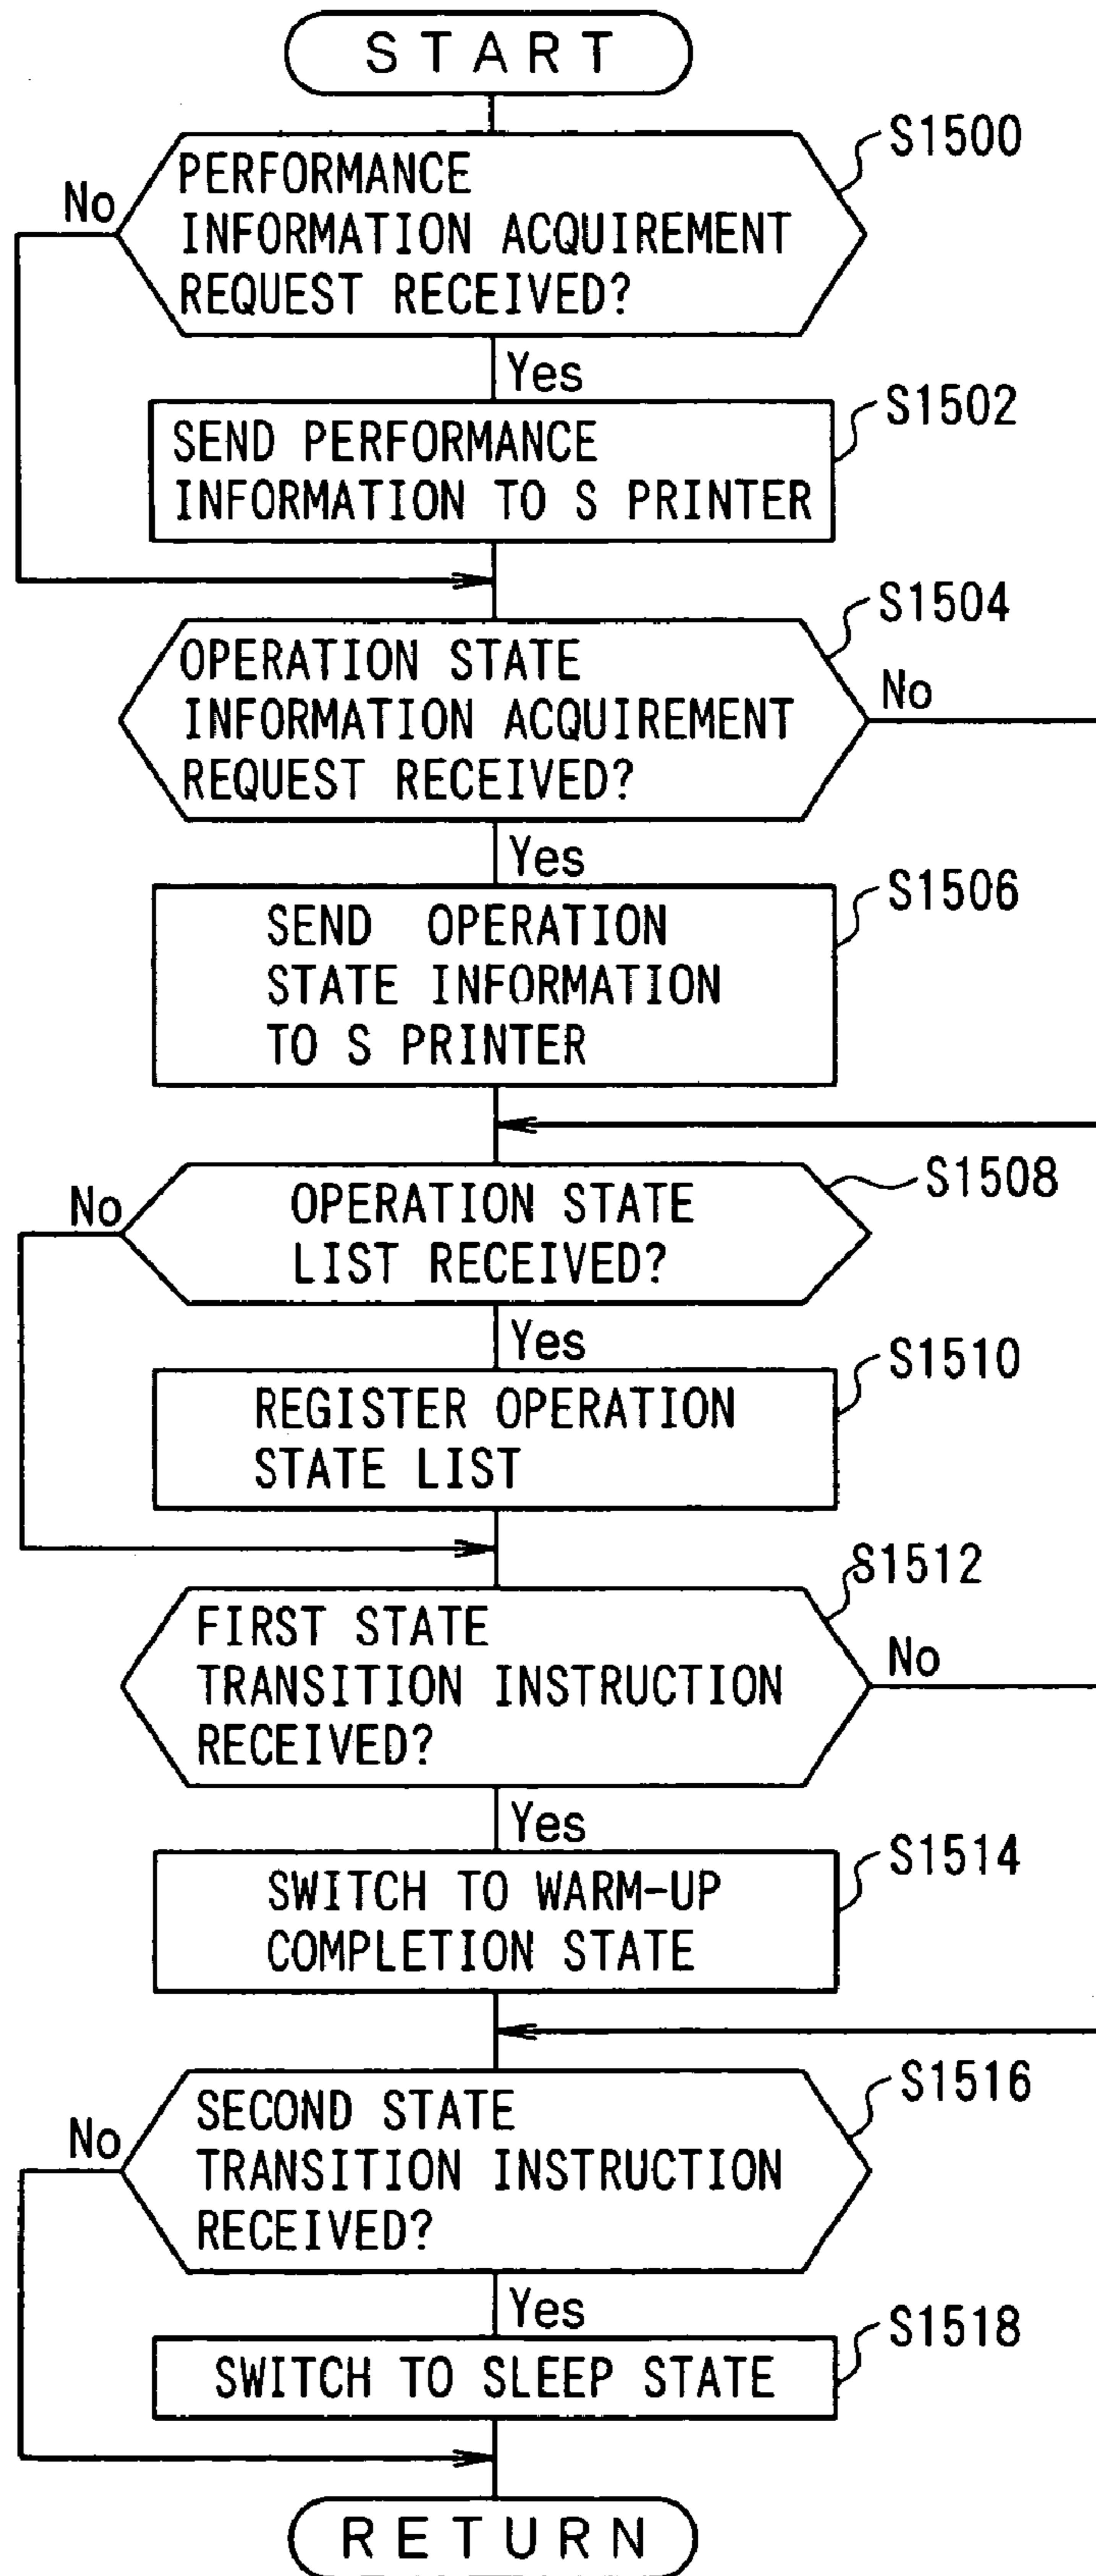 START
S1500
No
PERFORMANCE
INFORMATION ACQUIREMENT
REQUEST RECEIVED?
Yes
S1502
SEND PERFORMANCE
INFORMATION TO S PRINTER
S1504
OPERATION STATE
INFORMATION ACQUIREMENT
REQUEST RECEIVED?
No
Yes
S1506
SEND OPERATION
STATE INFORMATION
TO S PRINTER
S1508
No
OPERATION STATE
LIST RECEIVED?
Yes
S1510
REGISTER OPERATION
STATE LIST
S1512
FIRST STATE
TRANSITION INSTRUCTION
RECEIVED?
No
Yes
S1514
SWITCH TO WARM-UP
COMPLETION STATE
S1516
No
SECOND STATE
TRANSITION INSTRUCTION
RECEIVED?
Yes
S1518
SWITCH TO SLEEP STATE
RETURN